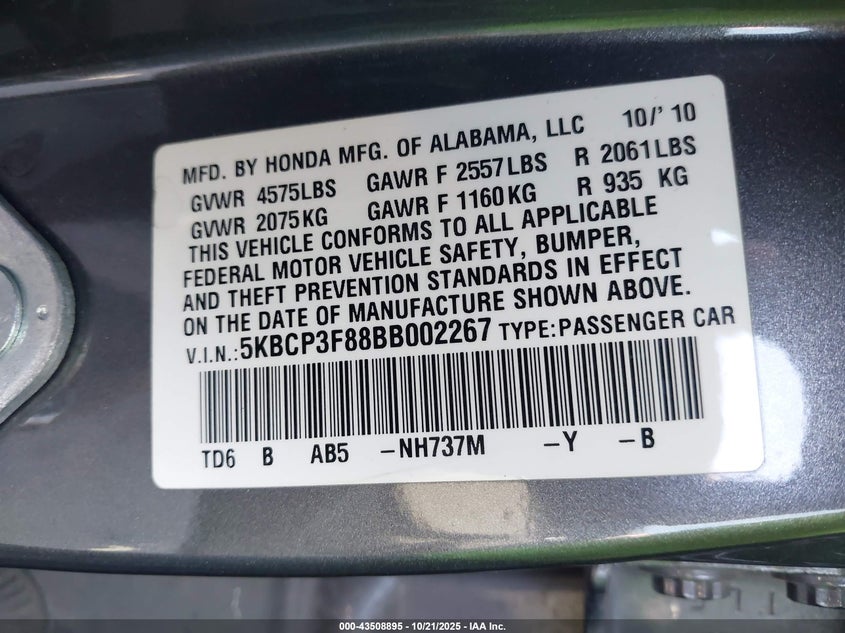 MFD. BY HONDA MFG. OF ALABAMA, LLC 10/'10
GVWR 4575LBS GAWR F 2557LBS R 2061LBS
GVWR 2075KG GAWR F 1160KG R 935 KG
THIS VEHICLE CONFORMS TO ALL APPLICABLE
FEDERAL MOTOR VEHICLE SAFETY, BUMPER,
AND THEFT PREVENTION STANDARDS IN EFFECT
ON THE DATE OF MANUFACTURE SHOWN ABOVE.
V.I.N.:5KBCP3F88BB002267 TYPE:PASSENGER CAR
TD6 B AB5 -NH737M -Y -B
000-43508895 - 10/21/2025 - IAA Inc.